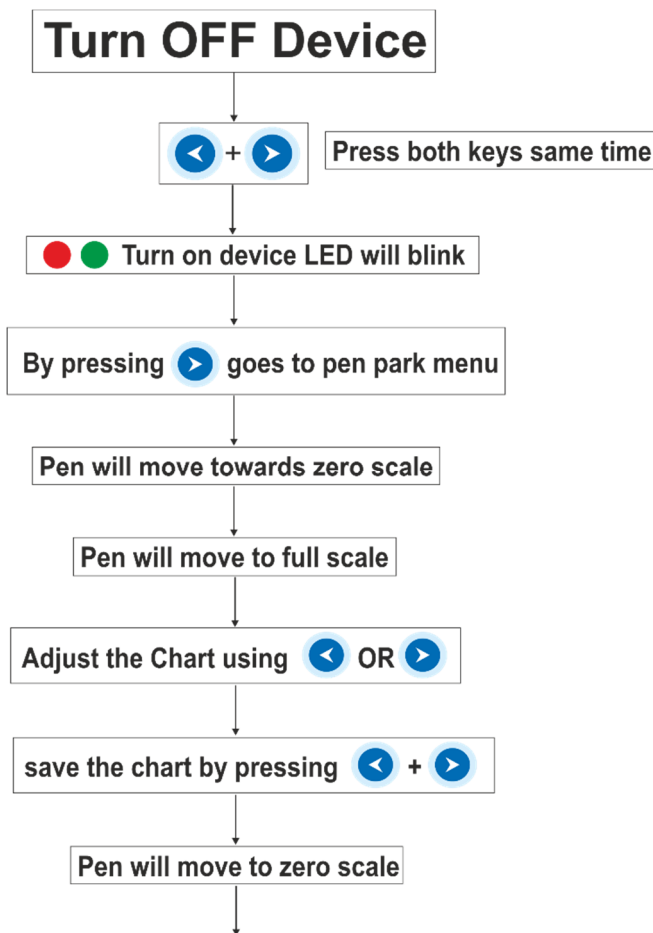 Turn OFF Device
+
Press both keys same time
Turn on device LED will blink
By pressing goes to pen park menu
Pen will move towards zero scale
Pen will move to full scale
Adjust the Chart using OR
save the chart by pressing +
Pen will move to zero scale